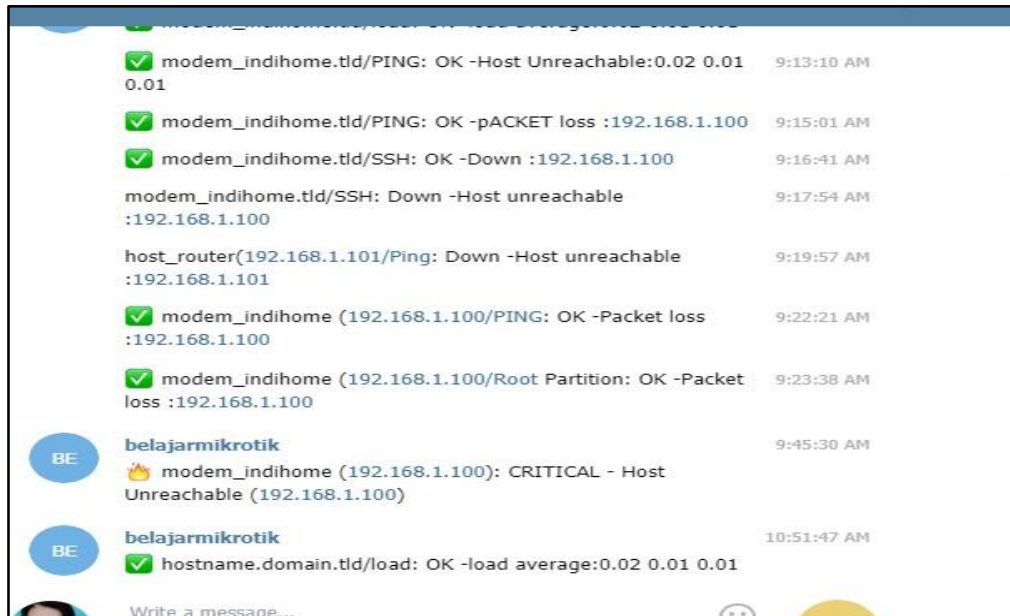 modem_indihome.tld/PING: OK -Host Unreachable:0.02 0.01 9:13:10 AM
0.01
modem_indihome.tld/PING: OK -pACKET loss :192.168.1.100 9:15:01 AM
modem_indihome.tld/SSH: OK -Down :192.168.1.100 9:16:41 AM
modem_indihome.tld/SSH: Down -Host unreachable 9:17:54 AM
:192.168.1.100
host_router(192.168.1.101/Ping: Down -Host unreachable 9:19:57 AM
:192.168.1.101
modem_indihome (192.168.1.100/PING: OK -Packet loss 9:22:21 AM
:192.168.1.100
modem_indihome (192.168.1.100/Root Partition: OK -Packet 9:23:38 AM
loss :192.168.1.100
BE
belajarmikrotik 9:45:30 AM
modem_indihome (192.168.1.100): CRITICAL - Host
Unreachable (192.168.1.100)
BE
belajarmikrotik 10:51:47 AM
hostname.domain.tld/load: OK -load average:0.02 0.01 0.01
Write a message...